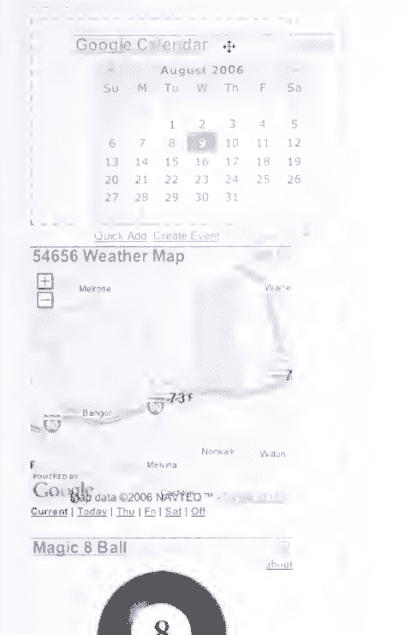 Google Calendar
August 2006
Su M Tu W Th F Sa
1 2 3 4 5
6 7 8 9 10 11 12
13 14 15 16 17 18 19
20 21 22 23 24 25 26
27 28 29 30 31
Quick Add Create Event
54656 Weather Map
Melrose
73°F
Bangor
Norwalk Wilton
Melvina
POWERED BY
Google
Map data ©2006 NAVTEQ ™ -
Current | Today | Thu | Fri | Sat | Off
Magic 8 Ball
about
8